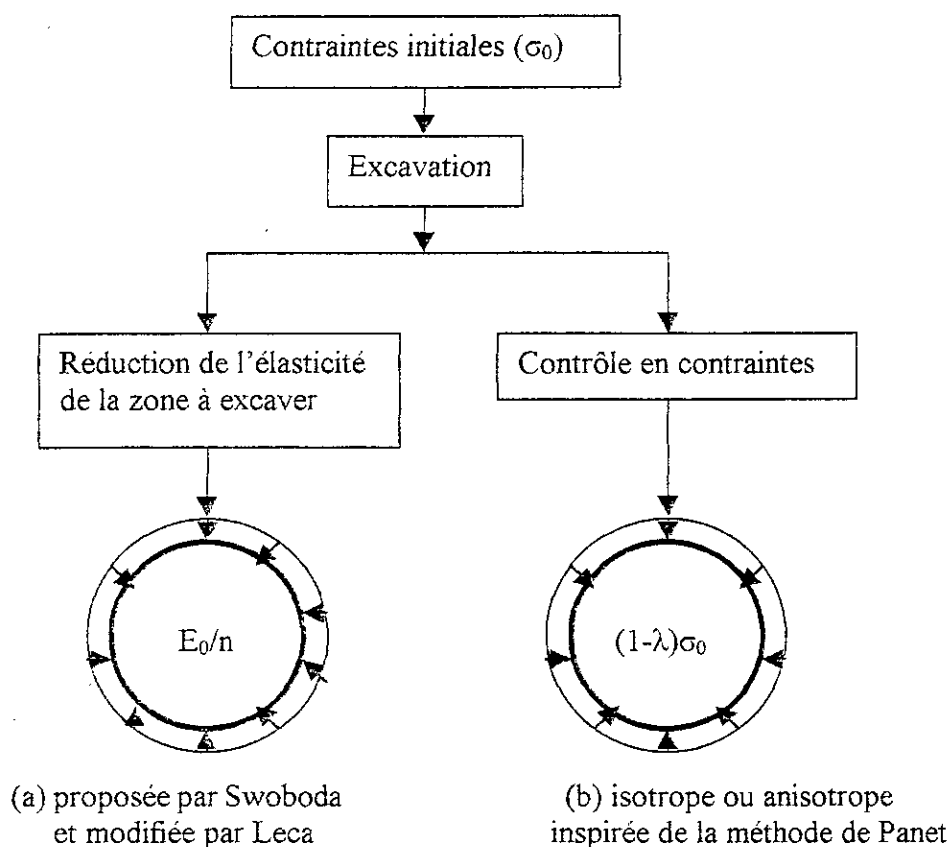 Contraintes initiales (σ₀)
Excavation
Réduction de l'élasticité
de la zone à excaver
Contrôle en contraintes
E₀/n
(1-λ)σ₀
(a) proposée par Swoboda
et modifiée par Leca
(b) isotrope ou anisotrope
inspirée de la méthode de Panet